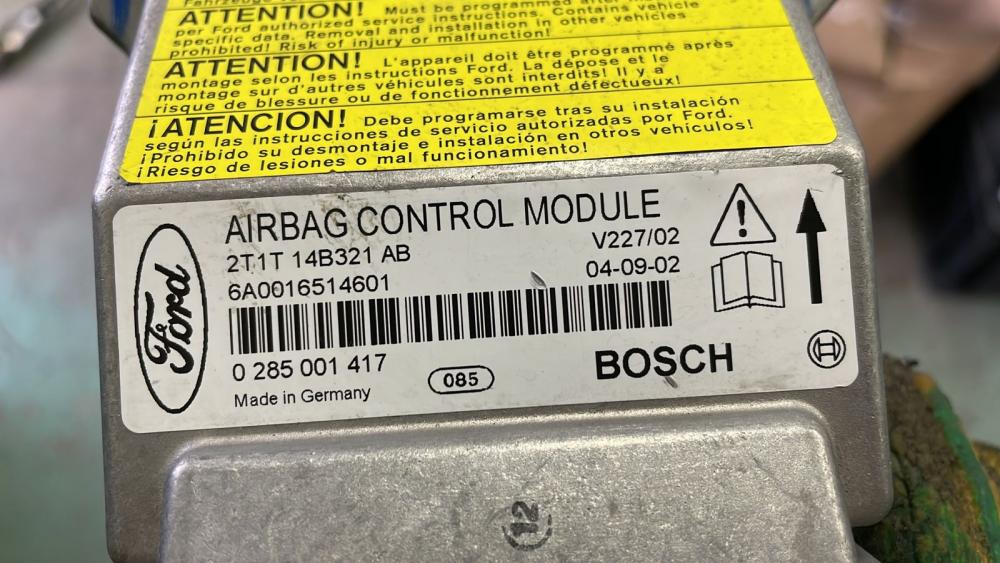 Fahrzeuge
ATTENTION! Must be programmed after
per Ford authorized service instructions. Contains vehicle
specific data. Removal and installation in other vehicles
prohibited! Risk of injury or malfunction!
ATTENTION! L'appareil doit être programmé après
montage selon les instructions Ford. La dépose et le
montage sur d'autres véhicules sont interdits! Il y a
risque de blessure ou de fonctionnement défectueux!
¡ATENCION! Debe programarse tras su instalación
según las instrucciones de servicio autorizadas por Ford.
¡Prohibido su desmontaje e instalación en otros vehículos!
¡Riesgo de lesiones o mal funcionamiento!
Ford
AIRBAG CONTROL MODULE
2T1T 14B321 AB
V227/02
6A0016514601
04-09-02
0 285 001 417
085
BOSCH
Made in Germany
12